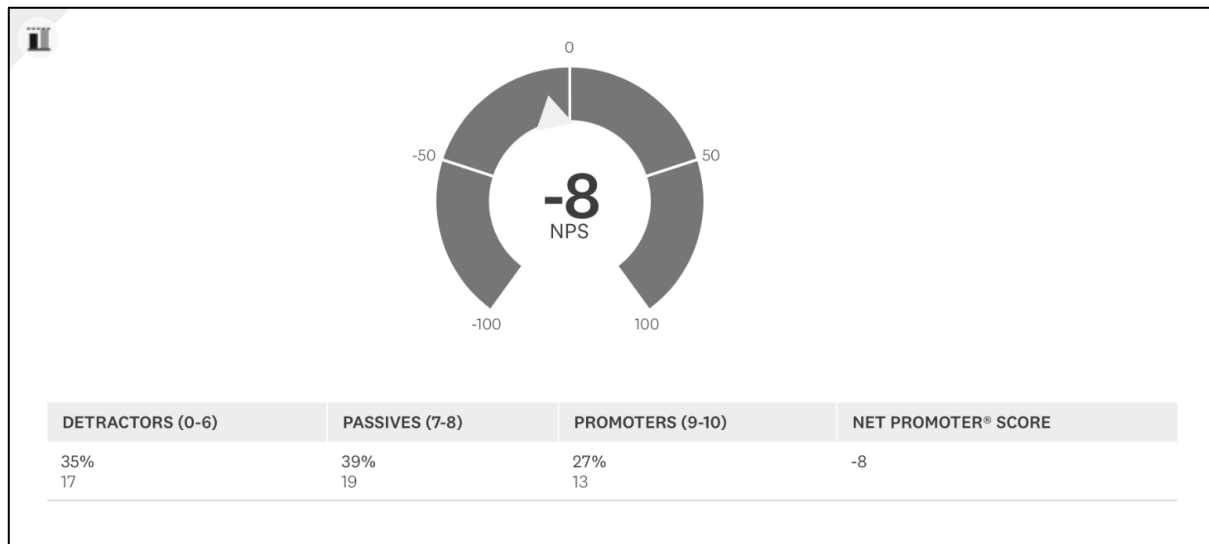 0
-50
50
-8
NPS
-100
100
DETRACTORS (0-6) PASSIVES (7-8) PROMOTERS (9-10) NET PROMOTER® SCORE
35% 39% 27% -8
17 19 13